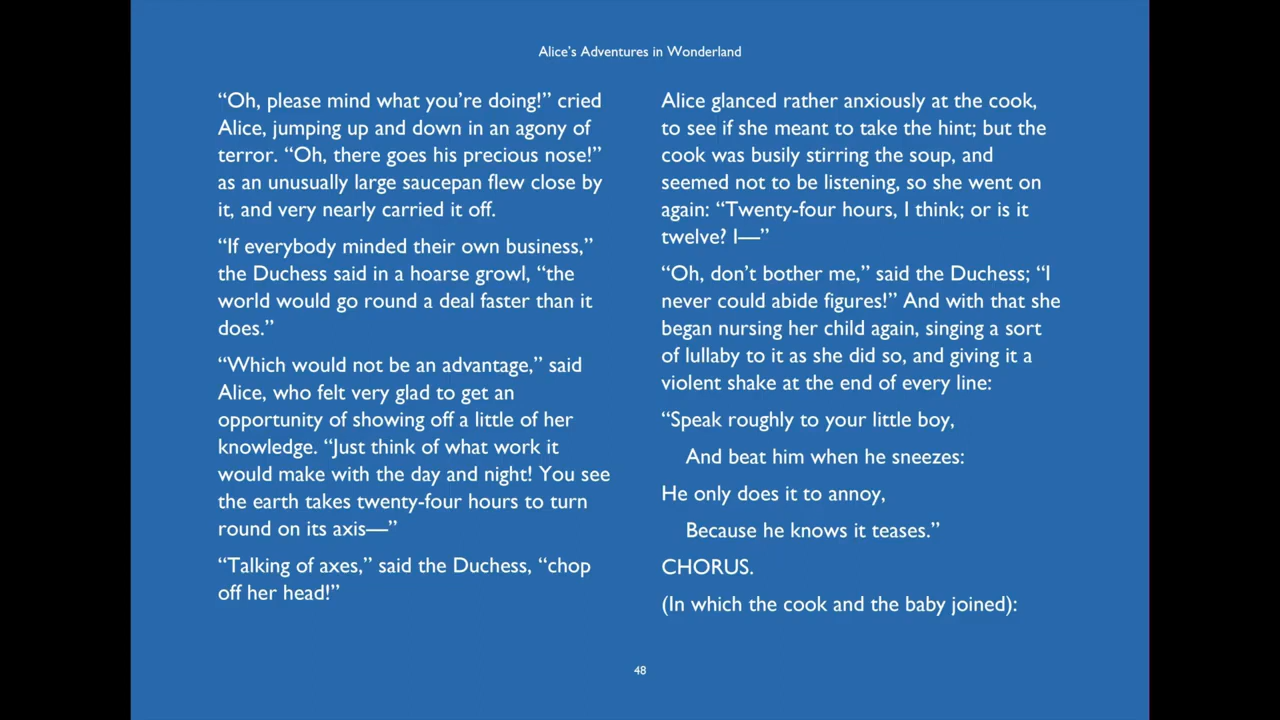 Alice’s Adventures in Wonderland
“Oh, please mind what you’re doing!” cried
Alice, jumping up and down in an agony of
terror. “Oh, there goes his precious nose!”
as an unusually large saucepan flew close by
it, and very nearly carried it off.
“If everybody minded their own business,”
the Duchess said in a hoarse growl, “the
world would go round a deal faster than it
does.”
“Which would not be an advantage,” said
Alice, who felt very glad to get an
opportunity of showing off a little of her
knowledge. “Just think of what work it
would make with the day and night! You see
the earth takes twenty-four hours to turn
round on its axis—”
“Talking of axes,” said the Duchess, “chop
off her head!”
Alice glanced rather anxiously at the cook,
to see if she meant to take the hint; but the
cook was busily stirring the soup, and
seemed not to be listening, so she went on
again: “Twenty-four hours, I think; or is it
twelve? I—”
“Oh, don’t bother me,” said the Duchess; “I
never could abide figures!” And with that she
began nursing her child again, singing a sort
of lullaby to it as she did so, and giving it a
violent shake at the end of every line:
“Speak roughly to your little boy,
And beat him when he sneezes:
He only does it to annoy,
Because he knows it teases.”
CHORUS.
(In which the cook and the baby joined):
48